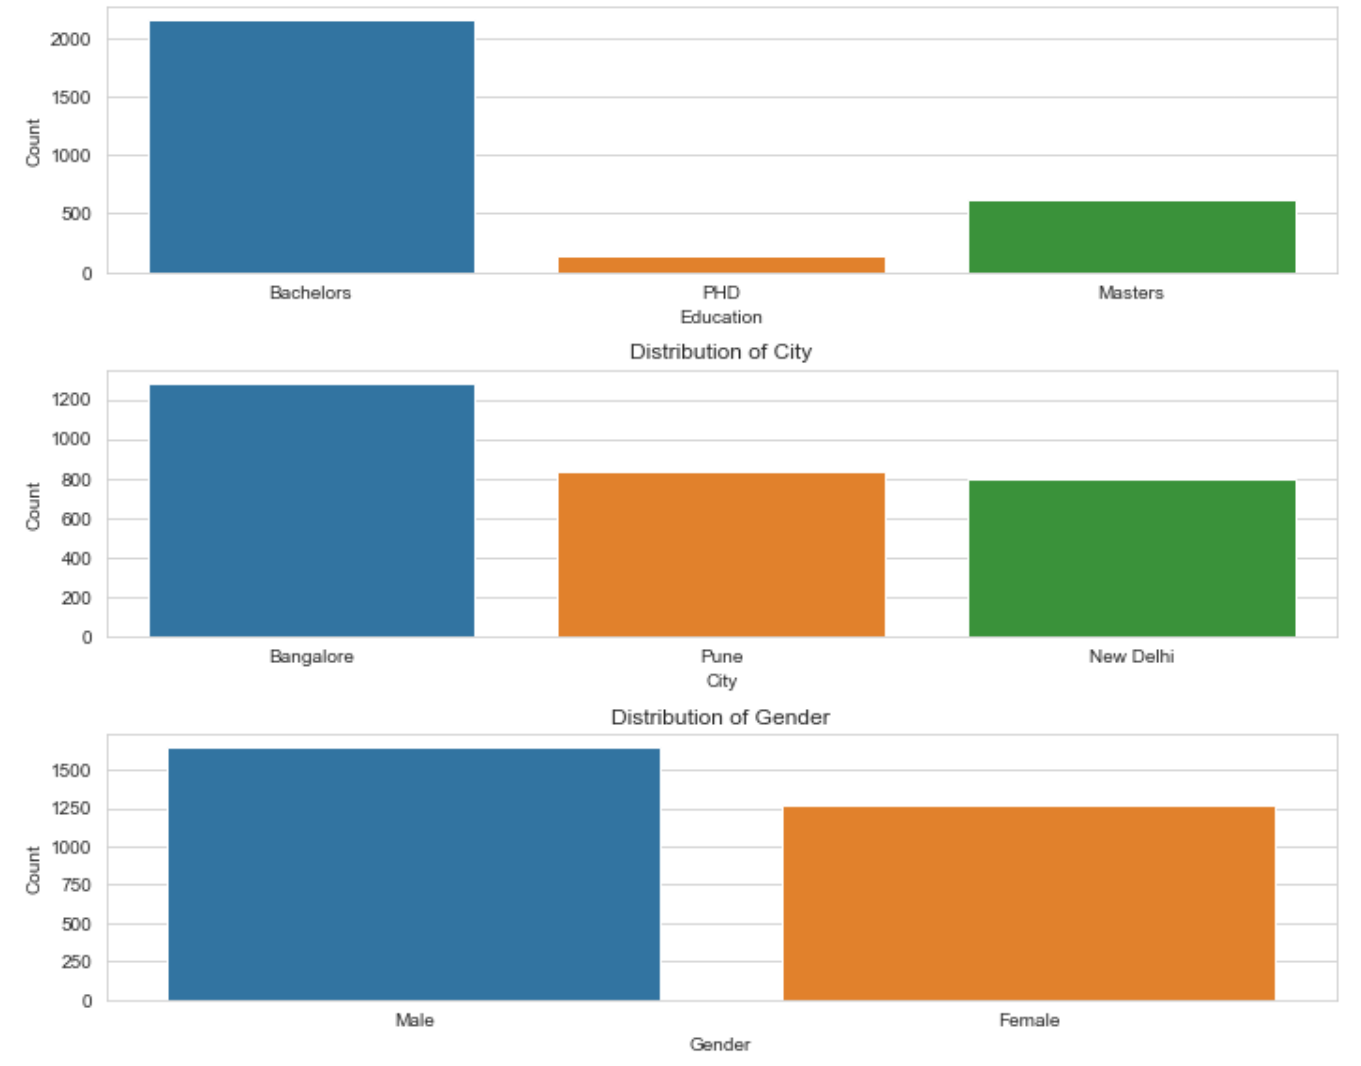 2000
1500
1000
500
0
Count
Bachelors PHD Masters
Education
Distribution of City
1200
1000
800
600
400
200
0
Count
Bangalore Pune New Delhi
City
Distribution of Gender
1500
1250
1000
750
500
250
0
Count
Male Female
Gender